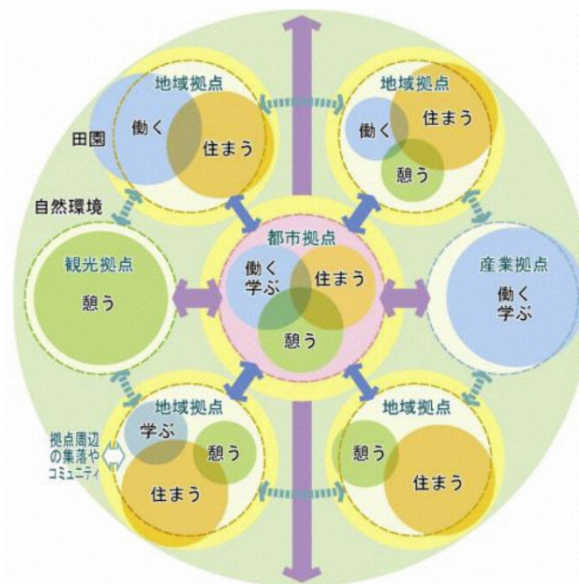 地域拠点
働く
住まう
田園
地域拠点
働く
住まう
憩う
自然環境
観光拠点
憩う
都市拠点
働く
学ぶ
住まう
憩う
産業拠点
働く
学ぶ
地域拠点
学ぶ
憩う
住まう
拠点周辺
の集落や
コミュニティ
地域拠点
憩う
住まう